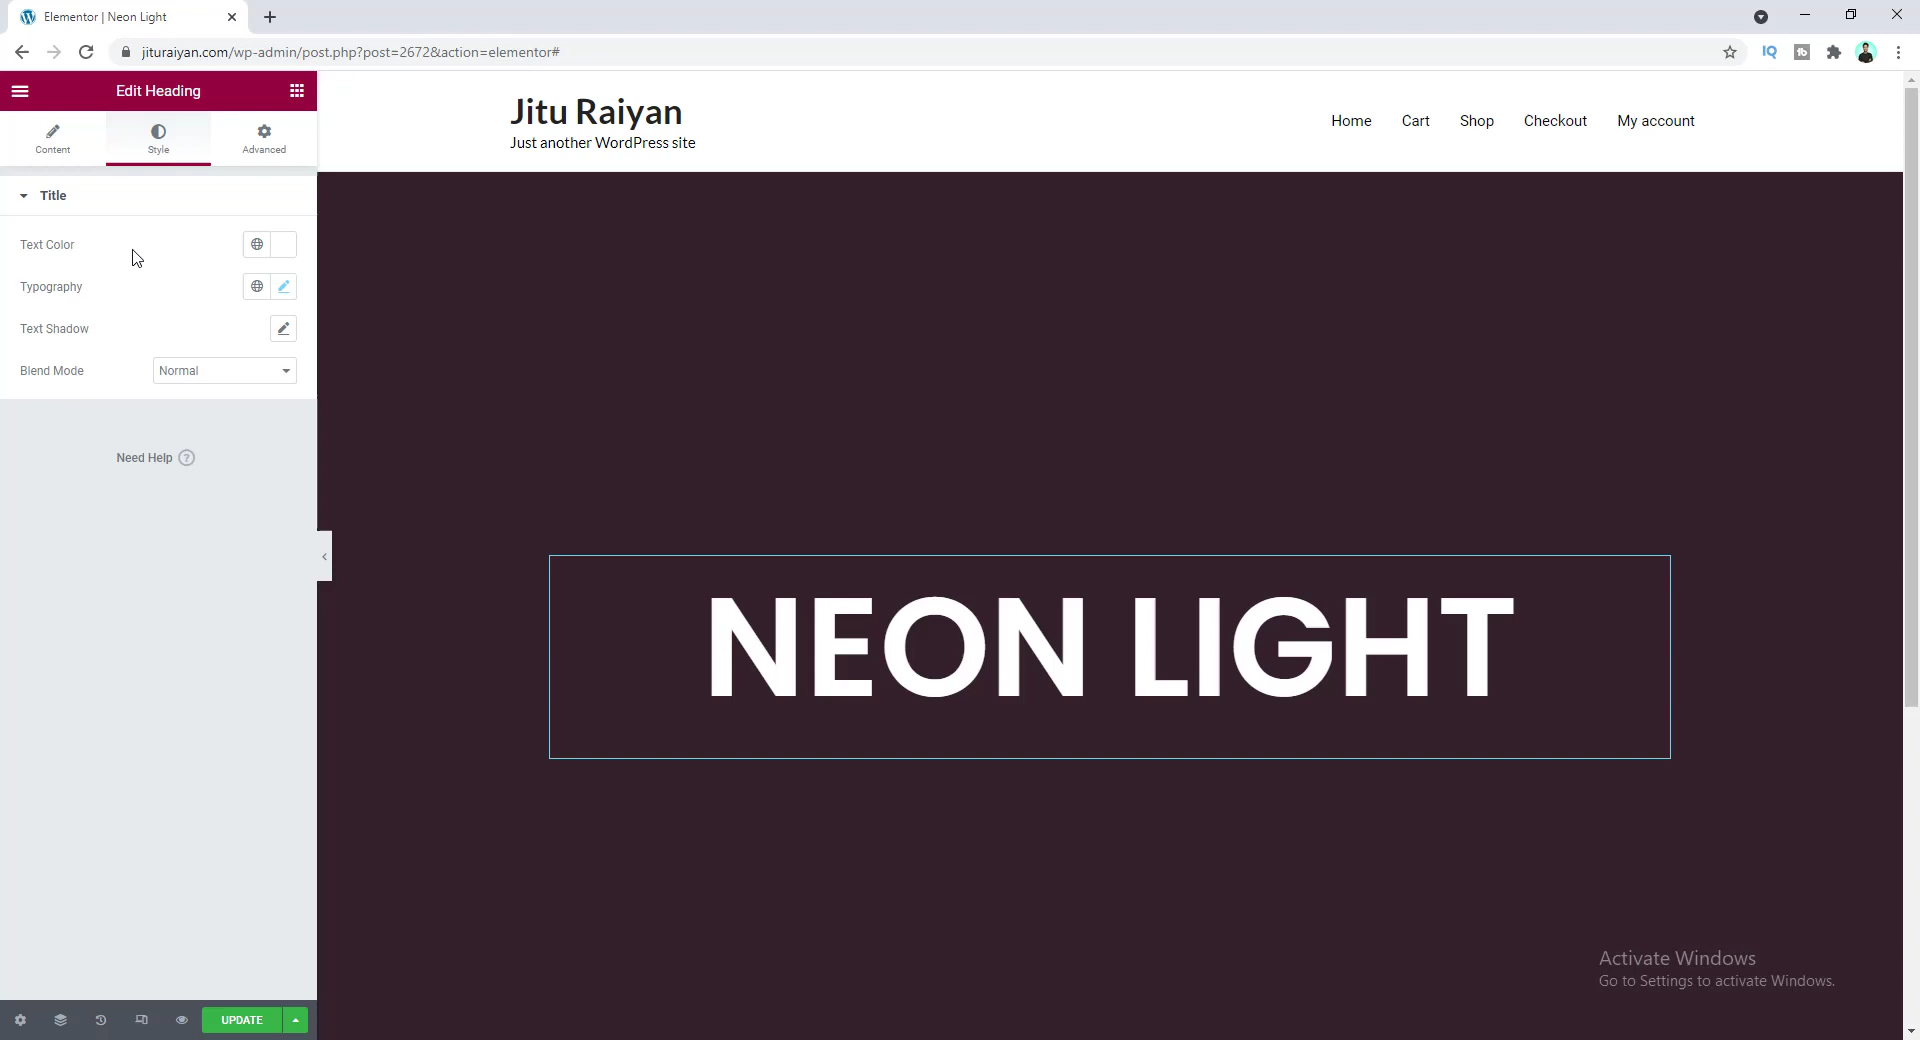 Elementor | Neon Light
jituraiyan.com/wp-admin/post.php?post=2672&action=elementor#
IQ
tb
Edit Heading
Content
Style
Advanced
Title
Text Color
Typography
Text Shadow
Blend Mode
Normal
Need Help ?
UPDATE
Jitu Raiyan
Just another WordPress site
Home
Cart
Shop
Checkout
My account
NEON LIGHT
Activate Windows
Go to Settings to activate Windows.